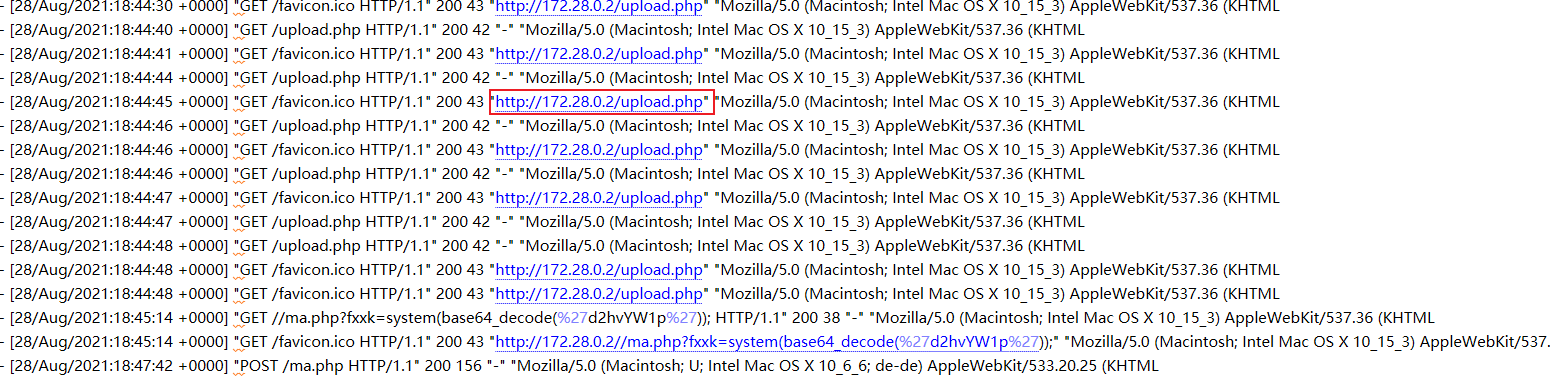 - [28/Aug/2021:18:44:30 +0000] "GET /favicon.ico HTTP/1.1" 200 43 "http://172.28.0.2/upload.php" "Mozilla/5.0 (Macintosh; Intel Mac OS X 10_15_3) AppleWebKit/537.36 (KHTML
- [28/Aug/2021:18:44:40 +0000] "GET /upload.php HTTP/1.1" 200 42 "-" "Mozilla/5.0 (Macintosh; Intel Mac OS X 10_15_3) AppleWebKit/537.36 (KHTML
- [28/Aug/2021:18:44:41 +0000] "GET /favicon.ico HTTP/1.1" 200 43 "http://172.28.0.2/upload.php" "Mozilla/5.0 (Macintosh; Intel Mac OS X 10_15_3) AppleWebKit/537.36 (KHTML
- [28/Aug/2021:18:44:44 +0000] "GET /upload.php HTTP/1.1" 200 42 "-" "Mozilla/5.0 (Macintosh; Intel Mac OS X 10_15_3) AppleWebKit/537.36 (KHTML
- [28/Aug/2021:18:44:45 +0000] "GET /favicon.ico HTTP/1.1" 200 43 "http://172.28.0.2/upload.php" "Mozilla/5.0 (Macintosh; Intel Mac OS X 10_15_3) AppleWebKit/537.36 (KHTML
- [28/Aug/2021:18:44:46 +0000] "GET /upload.php HTTP/1.1" 200 42 "-" "Mozilla/5.0 (Macintosh; Intel Mac OS X 10_15_3) AppleWebKit/537.36 (KHTML
- [28/Aug/2021:18:44:46 +0000] "GET /favicon.ico HTTP/1.1" 200 43 "http://172.28.0.2/upload.php" "Mozilla/5.0 (Macintosh; Intel Mac OS X 10_15_3) AppleWebKit/537.36 (KHTML
- [28/Aug/2021:18:44:46 +0000] "GET /upload.php HTTP/1.1" 200 42 "-" "Mozilla/5.0 (Macintosh; Intel Mac OS X 10_15_3) AppleWebKit/537.36 (KHTML
- [28/Aug/2021:18:44:47 +0000] "GET /favicon.ico HTTP/1.1" 200 43 "http://172.28.0.2/upload.php" "Mozilla/5.0 (Macintosh; Intel Mac OS X 10_15_3) AppleWebKit/537.36 (KHTML
- [28/Aug/2021:18:44:47 +0000] "GET /upload.php HTTP/1.1" 200 42 "-" "Mozilla/5.0 (Macintosh; Intel Mac OS X 10_15_3) AppleWebKit/537.36 (KHTML
- [28/Aug/2021:18:44:48 +0000] "GET /upload.php HTTP/1.1" 200 42 "-" "Mozilla/5.0 (Macintosh; Intel Mac OS X 10_15_3) AppleWebKit/537.36 (KHTML
- [28/Aug/2021:18:44:48 +0000] "GET /favicon.ico HTTP/1.1" 200 43 "http://172.28.0.2/upload.php" "Mozilla/5.0 (Macintosh; Intel Mac OS X 10_15_3) AppleWebKit/537.36 (KHTML
- [28/Aug/2021:18:44:48 +0000] "GET /favicon.ico HTTP/1.1" 200 43 "http://172.28.0.2/upload.php" "Mozilla/5.0 (Macintosh; Intel Mac OS X 10_15_3) AppleWebKit/537.36 (KHTML
- [28/Aug/2021:18:45:14 +0000] "GET //ma.php?fxxk=system(base64_decode(%27d2hvYW1p%27)); HTTP/1.1" 200 38 "-" "Mozilla/5.0 (Macintosh; Intel Mac OS X 10_15_3) AppleWebKit/537.36 (KHTML
- [28/Aug/2021:18:45:14 +0000] "GET /favicon.ico HTTP/1.1" 200 43 "http://172.28.0.2//ma.php?fxxk=system(base64_decode(%27d2hvYW1p%27));" "Mozilla/5.0 (Macintosh; Intel Mac OS X 10_15_3) AppleWebKit/537.
- [28/Aug/2021:18:47:42 +0000] "POST /ma.php HTTP/1.1" 200 156 "-" "Mozilla/5.0 (Macintosh; U; Intel Mac OS X 10_6_6; de-de) AppleWebKit/533.20.25 (KHTML